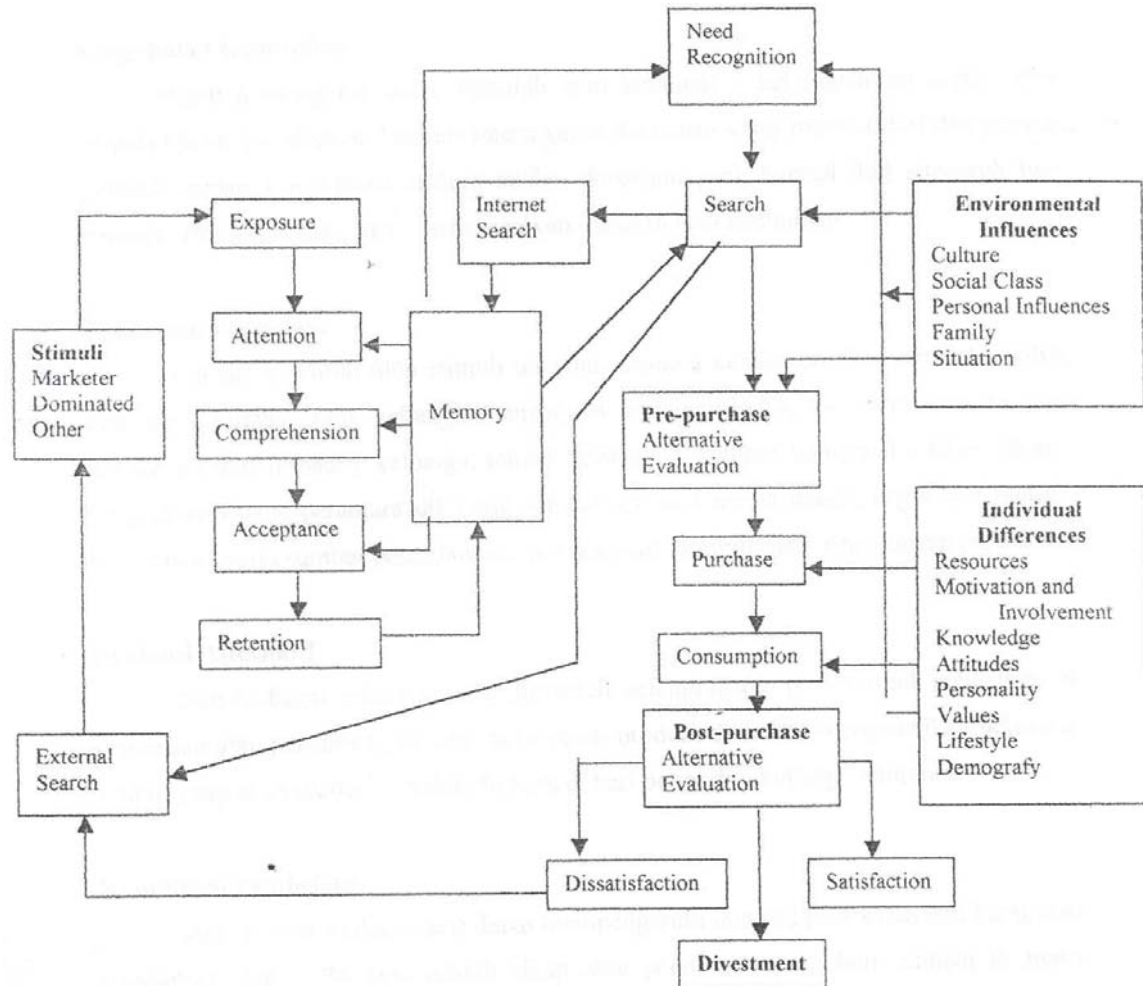 Need
Recognition
Exposure
Internet
Search
Search
Environmental
Influences
Culture
Social Class
Personal Influences
Family
Situation
Stimuli
Marketer
Dominated
Other
Attention
Memory
Comprehension
Pre-purchase
Alternative
Evaluation
Acceptance
Purchase
Individual
Differences
Resources
Motivation and
Involvement
Knowledge
Attitudes
Personality
Values
Lifestyle
Demografy
Retention
Consumption
External
Search
Post-purchase
Alternative
Evaluation
Dissatisfaction
Satisfaction
Divestment